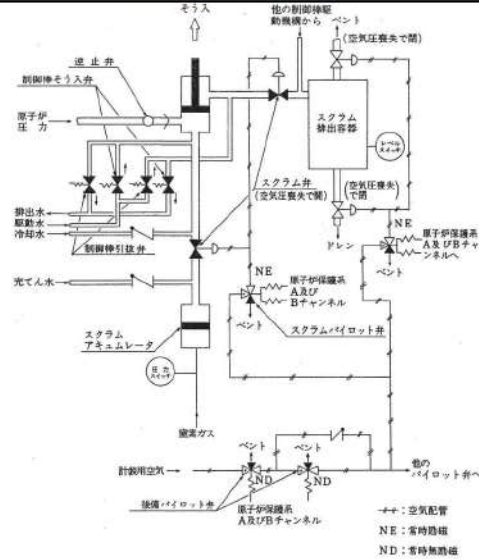 そう入
他の制御棒駆
動機構から
ベント
(空気圧喪失で閉)
逆止弁
制御棒そう入弁
原子炉
圧力
スクラム
排出容器
レベル
スイッチ
スクラム弁
(空気圧喪失で開)
(空気圧喪失
で閉)
排出水
駆動水
冷却水
制御棒引抜弁
ドレン
NE
原子炉保護系
A及びBチャ
ンネルへ
ベント
充てん水
NE
原子炉保護系
A及び
Bチャンネル
ベント
スクラムパイロット弁
スクラム
アキュムレータ
圧力
スイッチ
窒素ガス
ベント
ベント
計装用空気
ND
ND
他の
パイロット弁へ
後備パイロット弁
原子炉保護系
A及びBチャンネル
:空気配管
NE:常時励磁
ND:常時無励磁